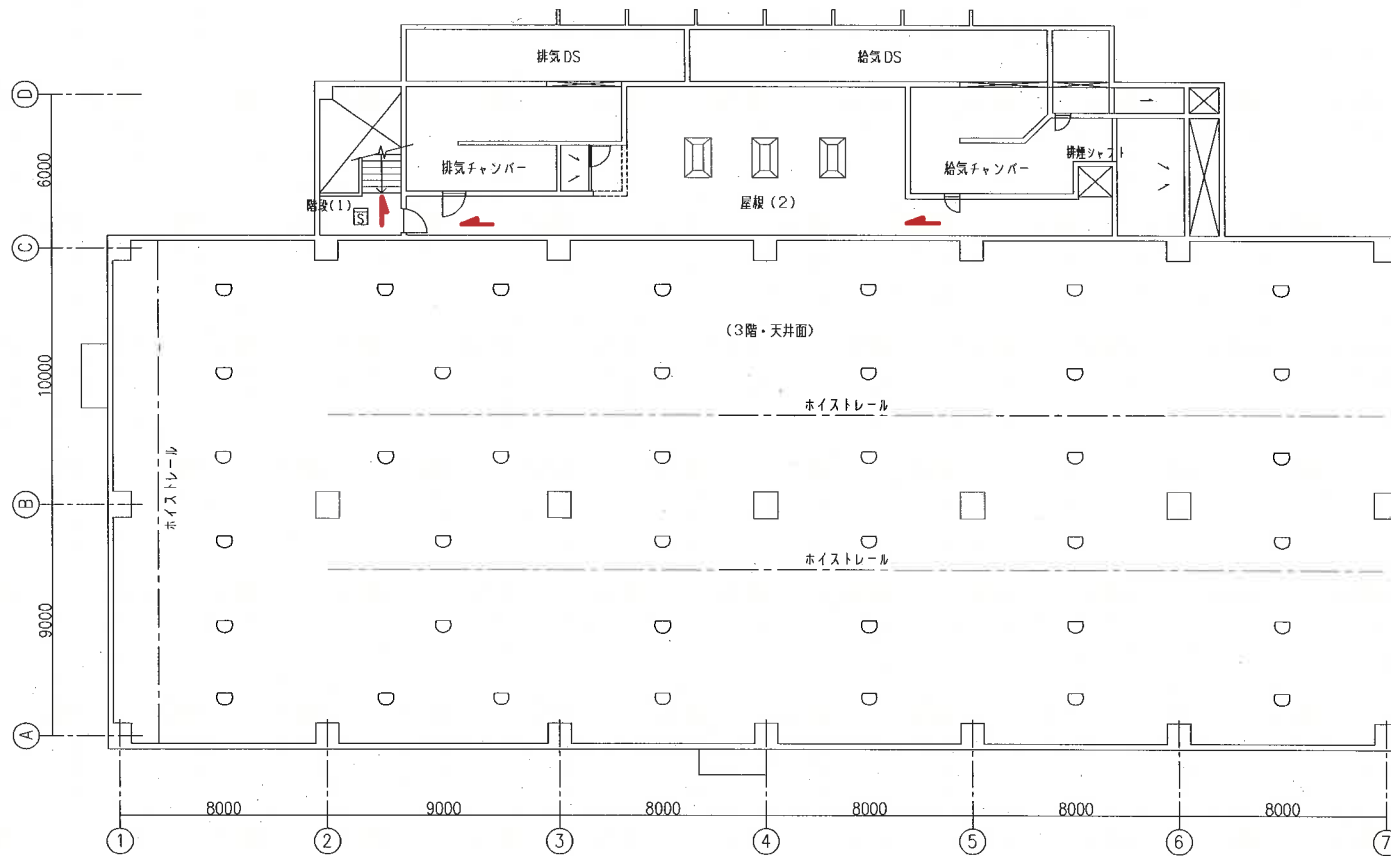 排気DS
給気DS
D
6000
排気チャンバー
給気チャンバー
排煙シャフト
階段(1)
S
屋根(2)
C
(3階・天井面)
10000
ホイストレール
ホイストレール
B
ホイストレール
9000
A
8000
9000
8000
8000
8000
8000
1
2
3
4
5
6
7